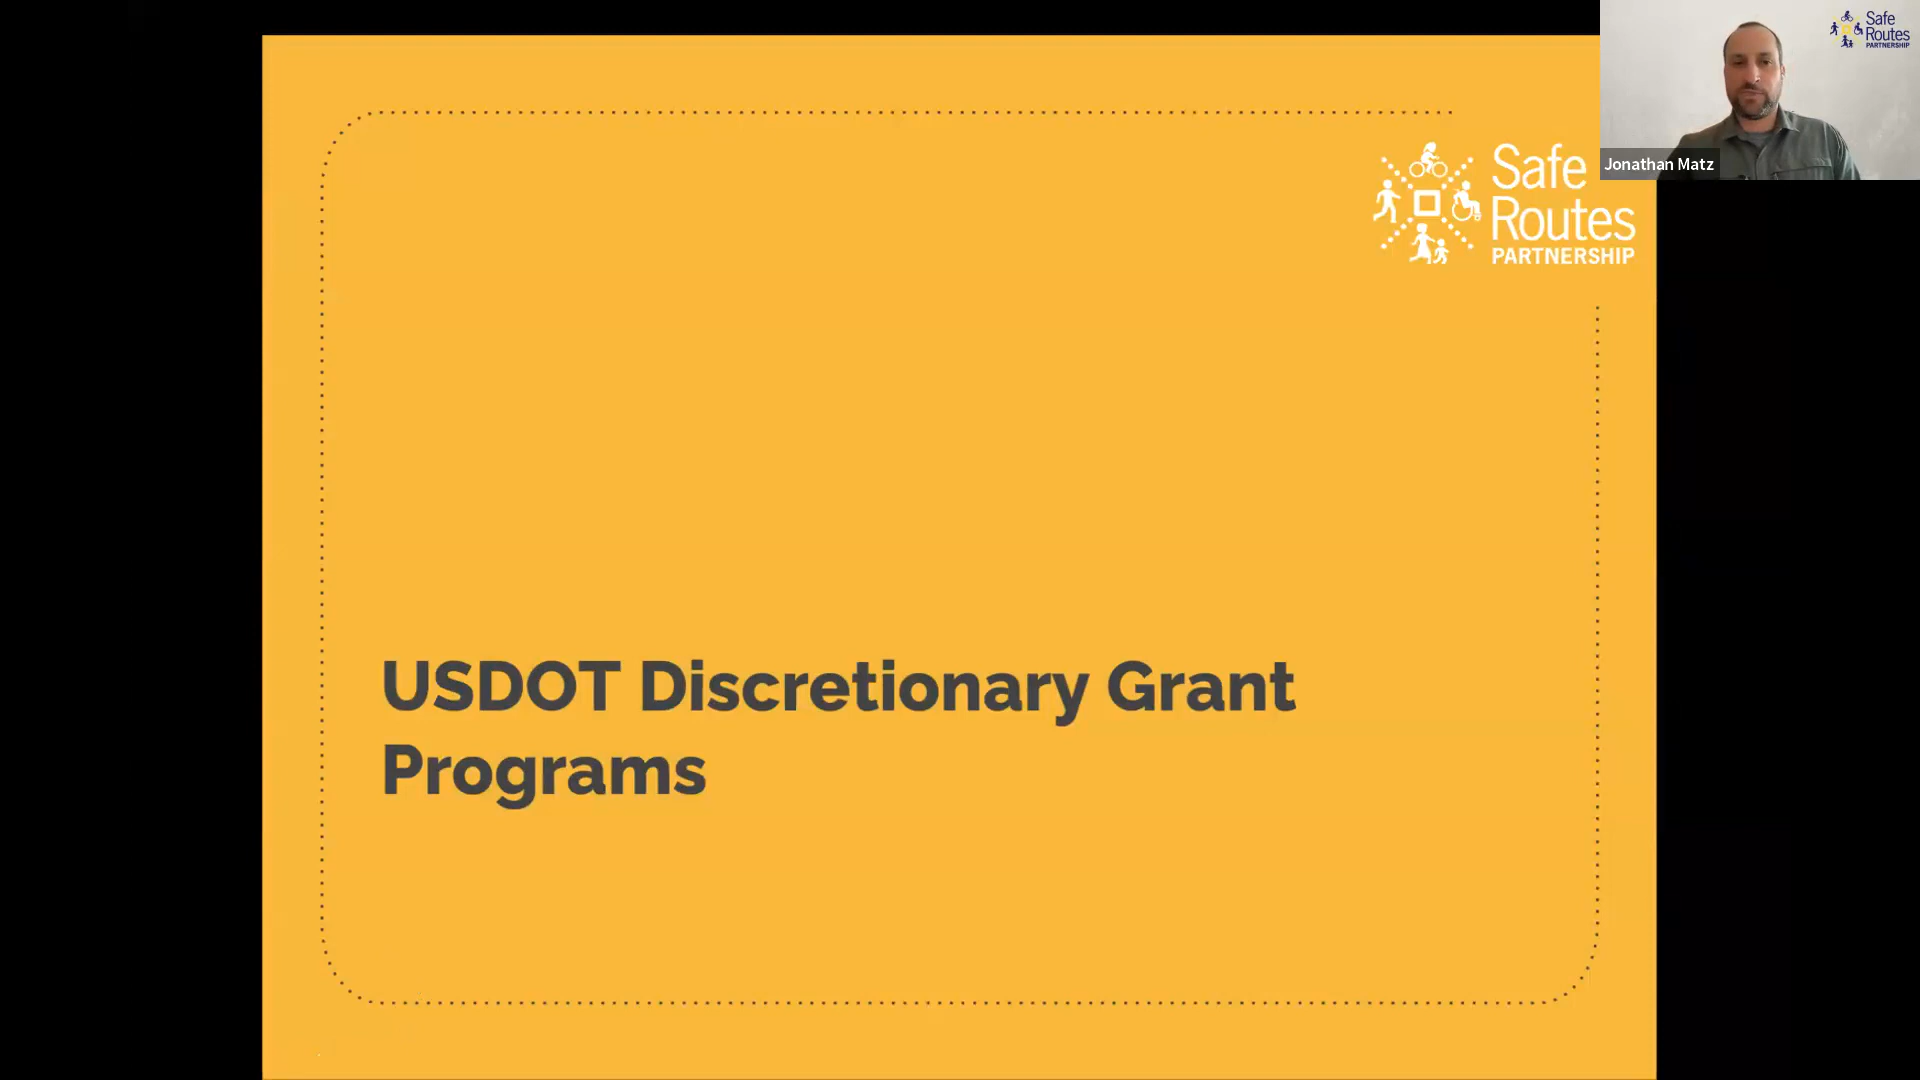 Safe
Routes
PARTNERSHIP
Jonathan Matz
Safe
Routes
PARTNERSHIP
USDOT Discretionary Grant
Programs